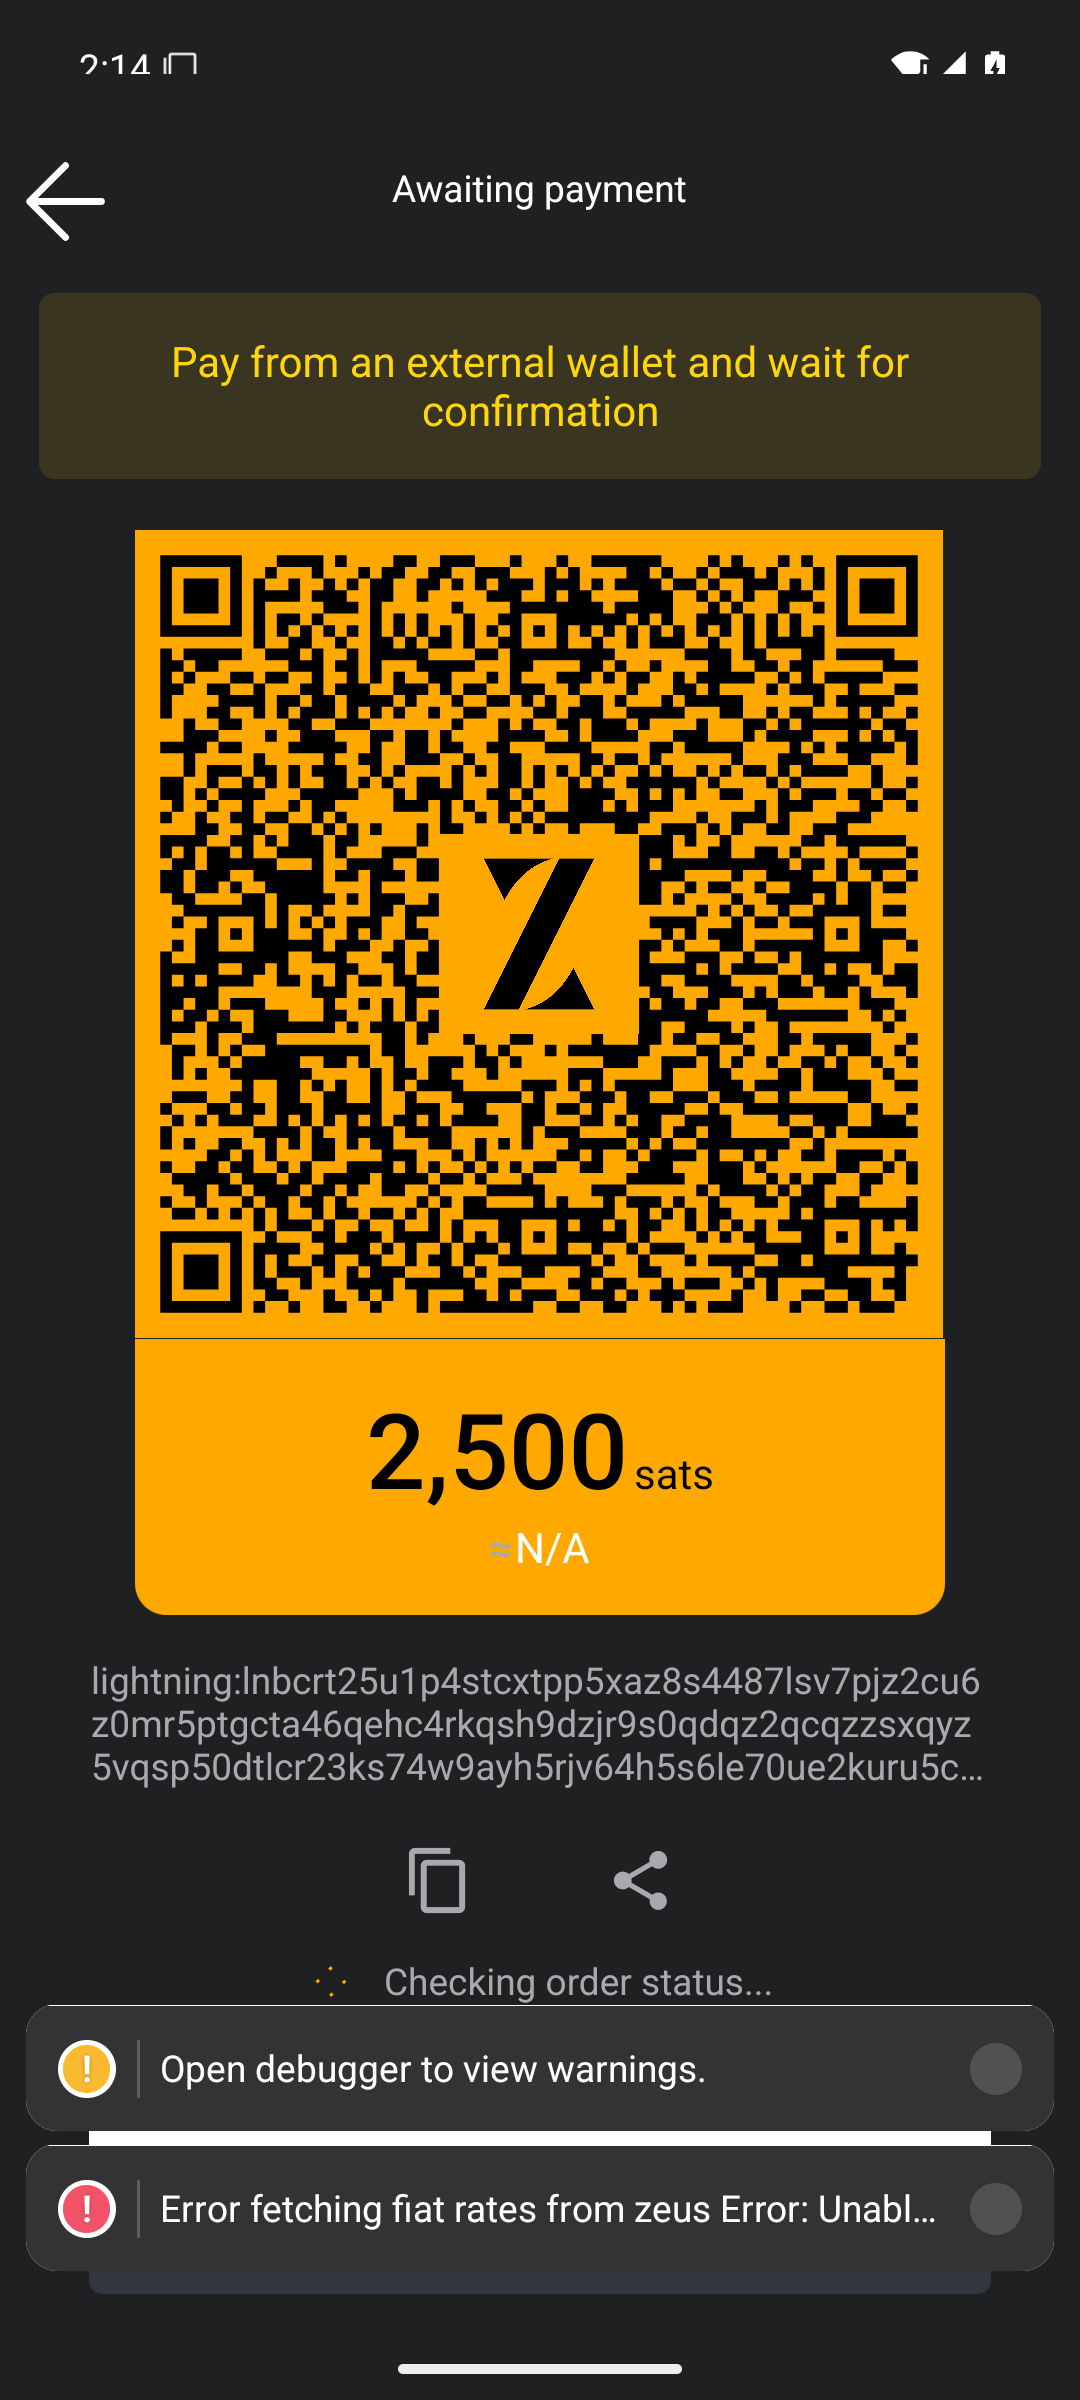 2:14
Awaiting payment
Pay from an external wallet and wait for
confirmation
2,500 sats
≈N/A
lightning:lnbcrt25u1p4stcxtpp5xaz8s4487lsv7pjz2cu6
z0mr5ptgcta46qehc4rkqsh9dzjr9s0qdqz2qcqzzsxqyz
5vqsp50dtlcr23ks74w9ayh5rjv64h5s6le70ue2kuru5c...
Checking order status...
! Open debugger to view warnings.
! Error fetching fiat rates from zeus Error: Unabl...